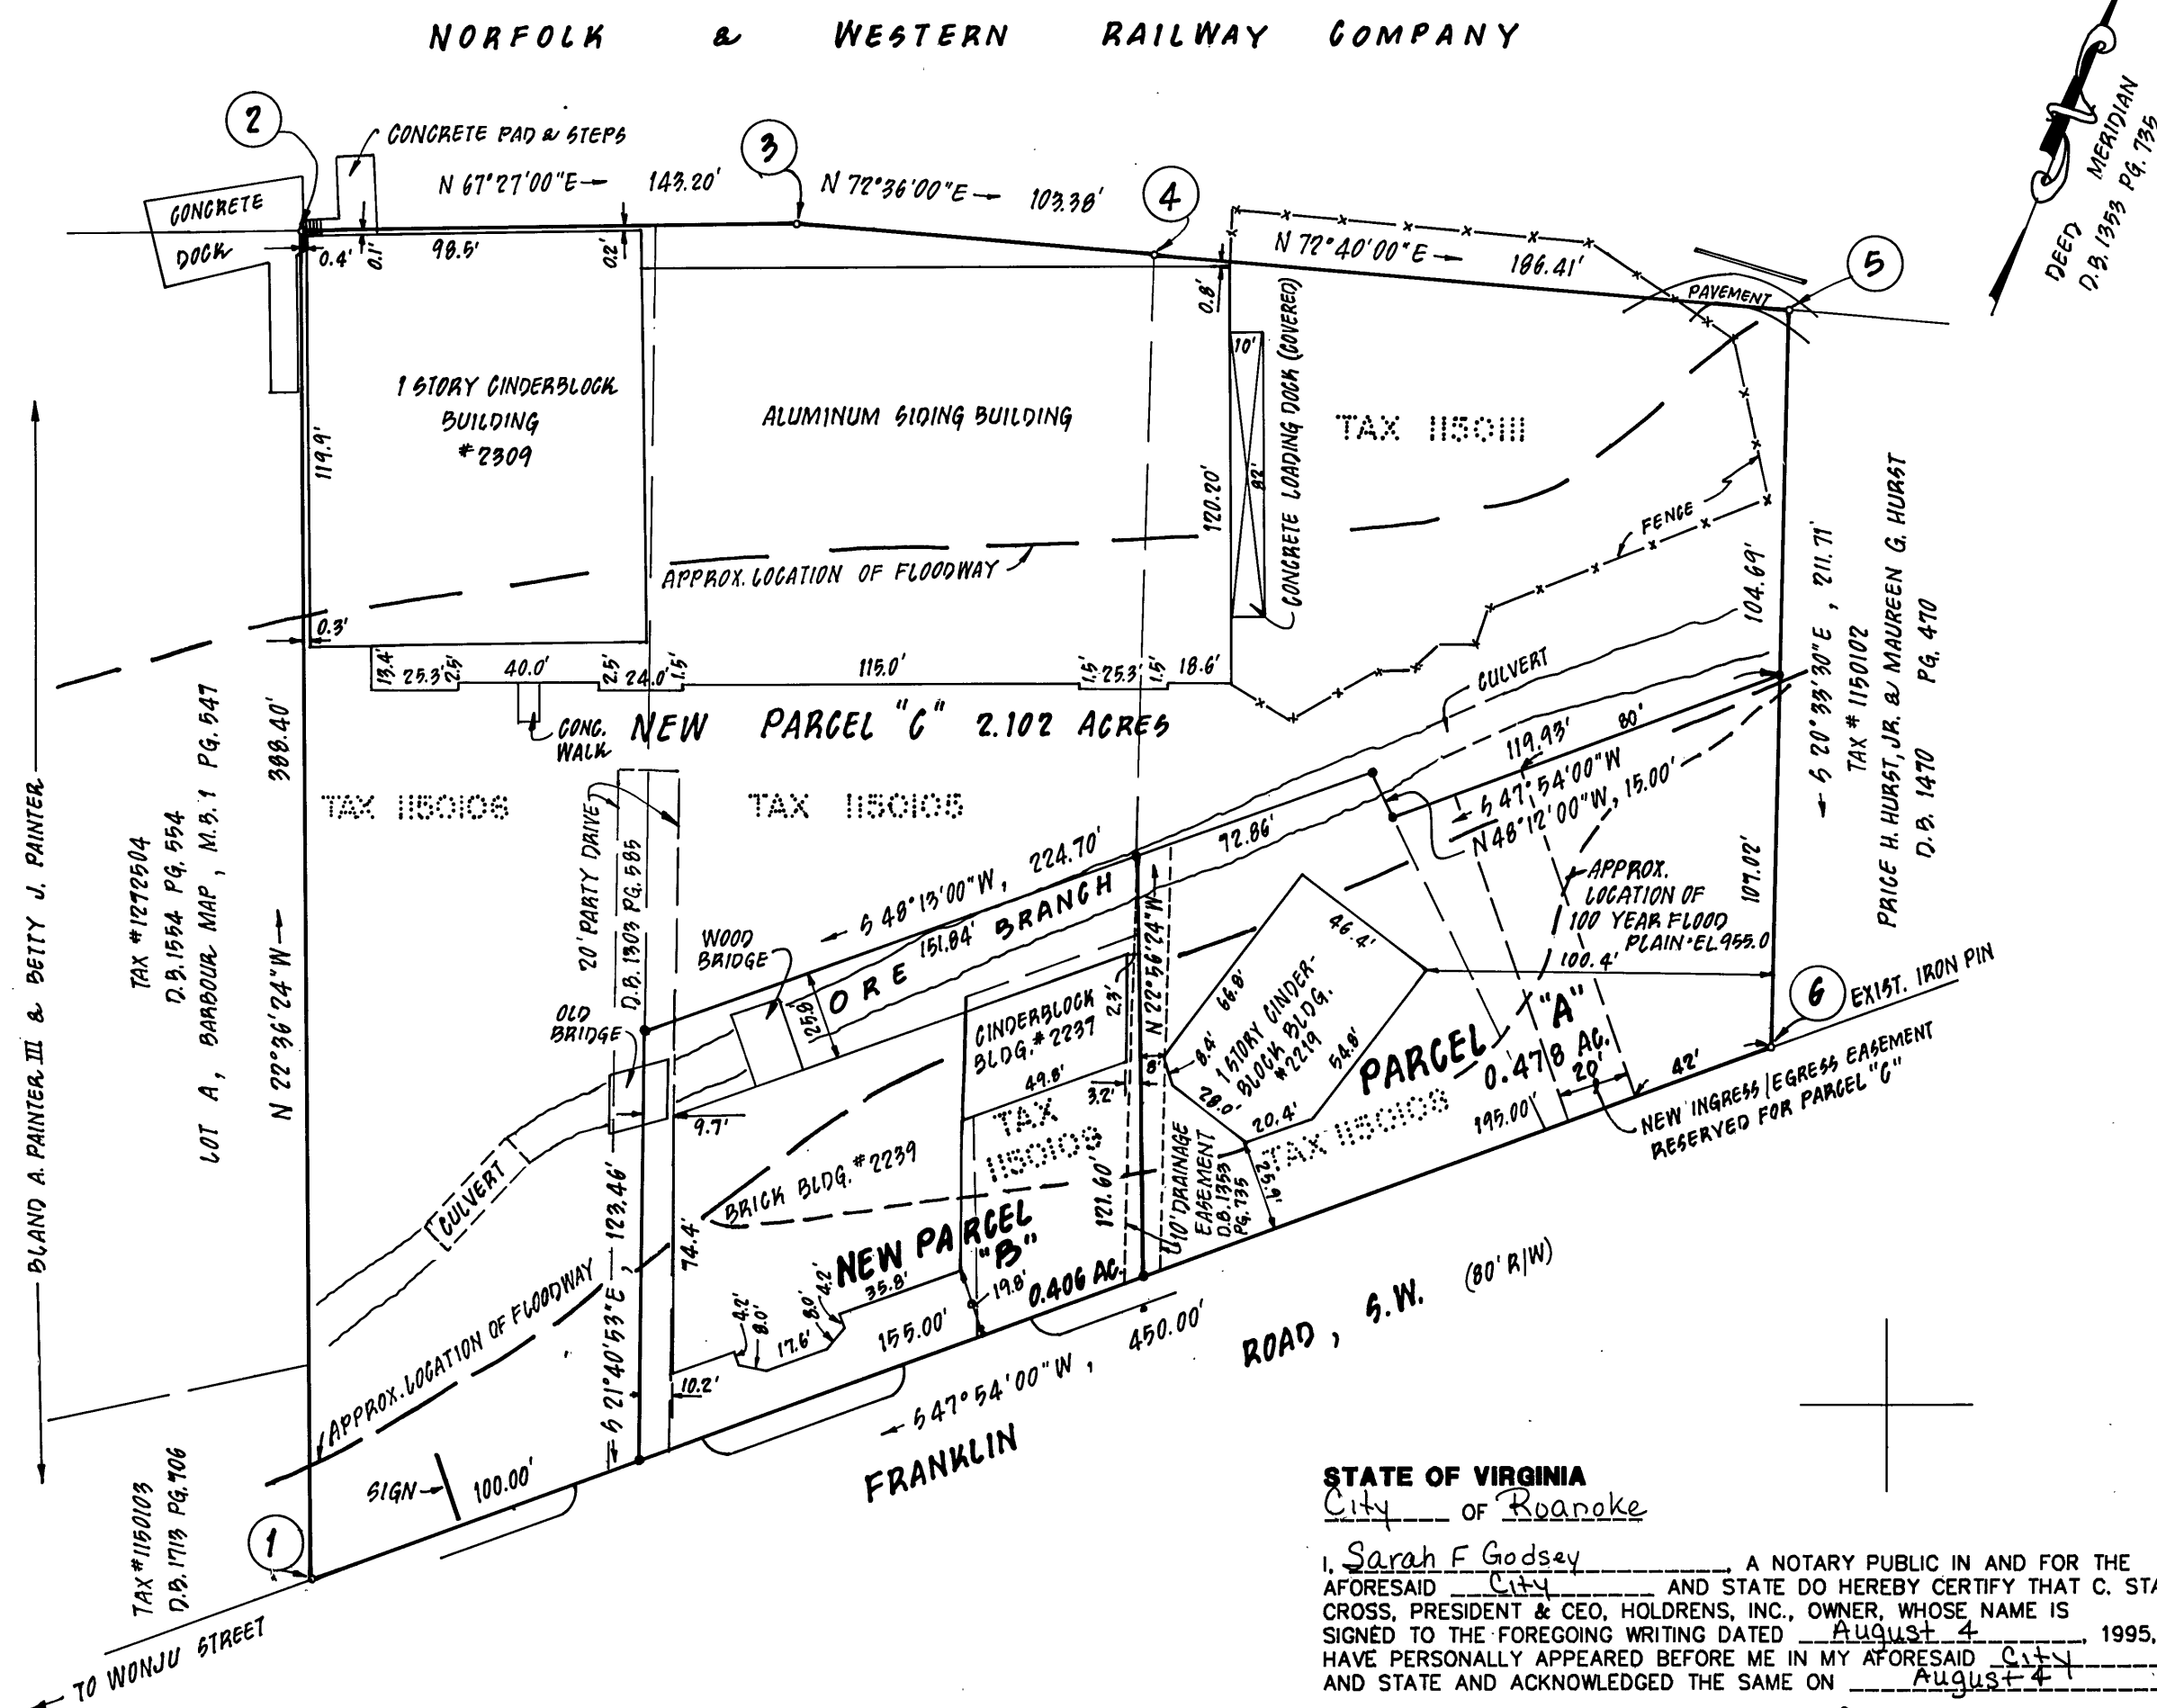 NORFOLK & WESTERN RAILWAY COMPANY
DEED MERIDIAN
D.B. 1353 PG. 735
2
CONCRETE PAD & STEPS
3
N 67°27'00"E → 143.20'
N 72°36'00"E → 103.38'
4
N 72°40'00"E → 186.41'
5
CONCRETE
DOCK
0.4'
0.1'
98.5'
0.2'
0.8'
PAVEMENT
1 STORY CINDERBLOCK
BUILDING
#2309
ALUMINUM SIDING BUILDING
10'
82'
CONCRETE LOADING DOCK (COVERED)
TAX 1150111
119.9'
120.20'
FENCE
APPROX. LOCATION OF FLOODWAY
0.3'
13.4'
25.3'
2.5'
40.0'
2.5'
24.0'
1.5'
115.0'
1.5'
25.3'
1.5'
18.6'
CONC.
WALK
NEW PARCEL "C" 2.102 ACRES
CULVERT
104.69'
S 20°33'30"E , 211.71'
TAX #1150102
PRICE H. HURST, JR. & MAUREEN G. HURST
D.B. 1470 PG. 470
BLAND A. PAINTER III & BETTY J. PAINTER
TAX #1272504
D.B. 1554 PG. 554
LOT A, BARBOUR MAP, M.B. 1 PG. 547
N 22°36'24"W → 388.40'
TAX 1150106
TAX 1150105
20' PARTY DRIVE
D.B. 1303 PG. 585
119.93'
80'
S 47°54'00"W
N 48°12'00"W, 15.00'
72.86'
S 48°13'00"W, 224.70'
151.84'
ORE BRANCH
WOOD
BRIDGE
25.8'
OLD
BRIDGE
APPROX.
LOCATION OF
100 YEAR FLOOD
PLAIN·EL.955.0
107.02'
100.4'
46.4'
66.8'
8.4'
28.0'
54.8'
20.4'
1 STORY CINDER-
BLOCK BLDG.
#2219
N 22°56'24"W
2.3'
CINDERBLOCK
BLDG. #2237
49.8'
3.2'
8'
PARCEL "A"
0.478 AC.
TAX 1150108
20'
42'
195.00'
6
EXIST. IRON PIN
NEW INGRESS/EGRESS EASEMENT
RESERVED FOR PARCEL "C"
9.7'
TAX
1150109
BRICK BLDG. #2239
121.60'
10' DRAINAGE
EASEMENT
D.B. 1353
PG. 735
25.9'
CULVERT
S 21°40'53"E, 123.46'
74.4'
NEW PARCEL
"B"
0.406 AC.
35.8'
19.8'
4.2'
8.0'
17.6'
8.0'
4.2'
155.00'
10.2'
APPROX. LOCATION OF FLOODWAY
S 47°54'00"W , 450.00'
FRANKLIN ROAD , S.W. (80' R/W)
SIGN
100.00'
1
TAX #1150103
D.B. 1713 PG. 706
TO WONJU STREET
STATE OF VIRGINIA
City OF Roanoke
I, Sarah F Godsey, A NOTARY PUBLIC IN AND FOR THE
AFORESAID City AND STATE DO HEREBY CERTIFY THAT C. STA
CROSS, PRESIDENT & CEO, HOLDRENS, INC., OWNER, WHOSE NAME IS
SIGNED TO THE FOREGOING WRITING DATED August 4, 1995,
HAVE PERSONALLY APPEARED BEFORE ME IN MY AFORESAID City
AND STATE AND ACKNOWLEDGED THE SAME ON August 4